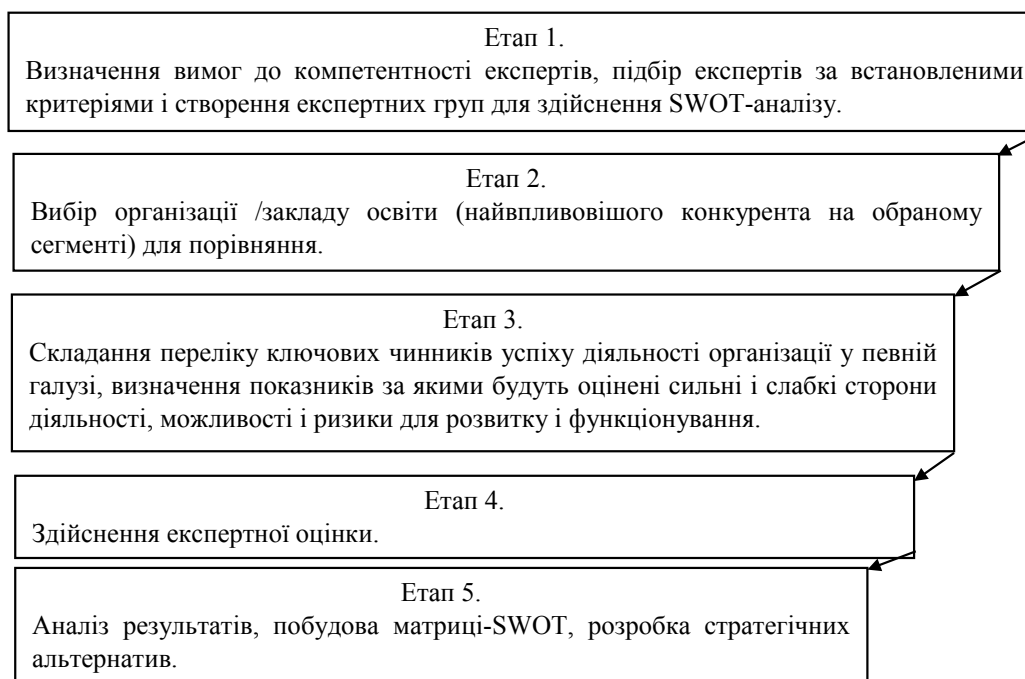 Етап 1.
Визначення вимог до компетентності експертів, підбір експертів за встановленими
критеріями і створення експертних груп для здійснення SWOT-аналізу.
Етап 2.
Вибір організації /закладу освіти (найвпливовішого конкурента на обраному
сегменті) для порівняння.
Етап 3.
Складання переліку ключових чинників успіху діяльності організації у певній
галузі, визначення показників за якими будуть оцінені сильні і слабкі сторони
діяльності, можливості і ризики для розвитку і функціонування.
Етап 4.
Здійснення експертної оцінки.
Етап 5.
Аналіз результатів, побудова матриці-SWOT, розробка стратегічних
альтернатив.